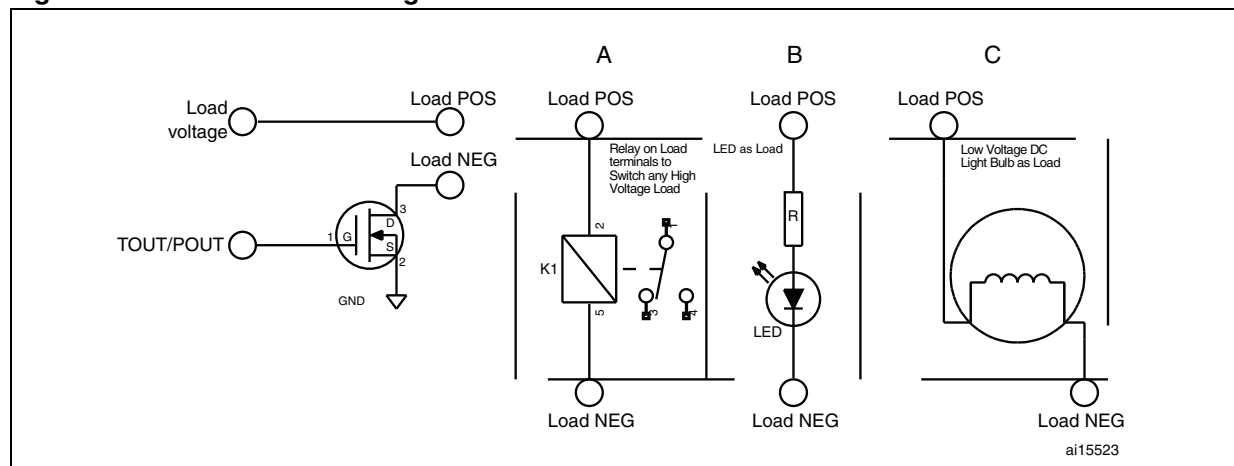 A
B
C
Load
voltage
Load POS
Load NEG
TOUT/POUT
1
G
3
D
S
2
GND
Load POS
Relay on Load
terminals to
Switch any High
Voltage Load
K1
2
5
1
3
4
Load NEG
Load POS
LED as Load
R
LED
Load NEG
Load POS
Low Voltage DC
Light Bulb as Load
Load NEG
ai15523